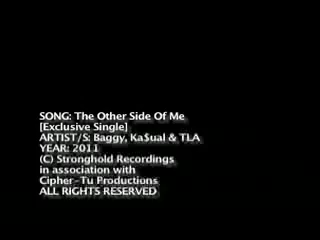 SONG: The Other Side Of Me
[Exclusive Single]
ARTIST/S: Baggy, Ka$ual & TLA
YEAR: 2011
(C) Stronghold Recordings
in association with
Cipher-Tu Productions
ALL RIGHTS RESERVED